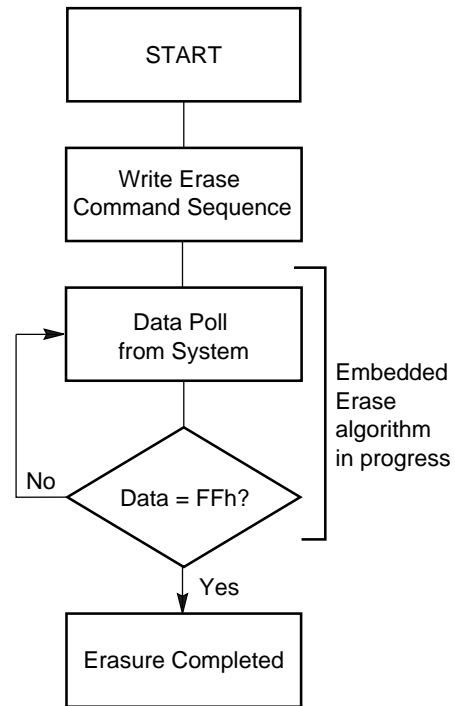 START
Write Erase
Command Sequence
Data Poll
from System
Embedded
Erase
algorithm
in progress
No
Data = FFh?
Yes
Erasure Completed